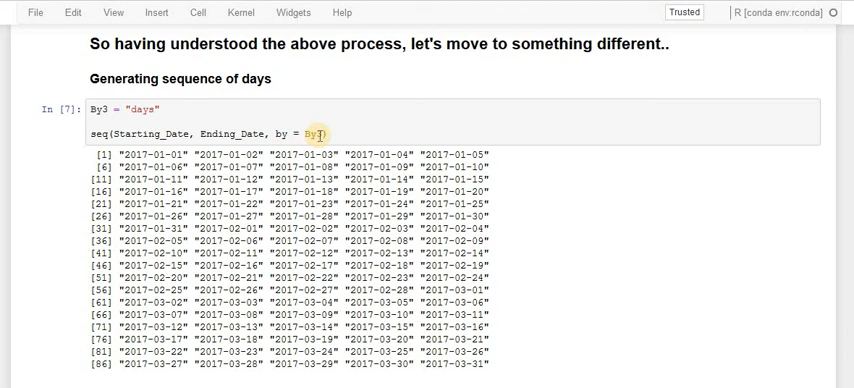 File Edit View Insert Cell Kernel Widgets Help Trusted R [conda env:rconda]
So having understood the above process, let's move to something different..
Generating sequence of days
In [7]: By3 = "days"
seq(Starting_Date, Ending_Date, by = By3)
[1] "2017-01-01" "2017-01-02" "2017-01-03" "2017-01-04" "2017-01-05"
[6] "2017-01-06" "2017-01-07" "2017-01-08" "2017-01-09" "2017-01-10"
[11] "2017-01-11" "2017-01-12" "2017-01-13" "2017-01-14" "2017-01-15"
[16] "2017-01-16" "2017-01-17" "2017-01-18" "2017-01-19" "2017-01-20"
[21] "2017-01-21" "2017-01-22" "2017-01-23" "2017-01-24" "2017-01-25"
[26] "2017-01-26" "2017-01-27" "2017-01-28" "2017-01-29" "2017-01-30"
[31] "2017-01-31" "2017-02-01" "2017-02-02" "2017-02-03" "2017-02-04"
[36] "2017-02-05" "2017-02-06" "2017-02-07" "2017-02-08" "2017-02-09"
[41] "2017-02-10" "2017-02-11" "2017-02-12" "2017-02-13" "2017-02-14"
[46] "2017-02-15" "2017-02-16" "2017-02-17" "2017-02-18" "2017-02-19"
[51] "2017-02-20" "2017-02-21" "2017-02-22" "2017-02-23" "2017-02-24"
[56] "2017-02-25" "2017-02-26" "2017-02-27" "2017-02-28" "2017-03-01"
[61] "2017-03-02" "2017-03-03" "2017-03-04" "2017-03-05" "2017-03-06"
[66] "2017-03-07" "2017-03-08" "2017-03-09" "2017-03-10" "2017-03-11"
[71] "2017-03-12" "2017-03-13" "2017-03-14" "2017-03-15" "2017-03-16"
[76] "2017-03-17" "2017-03-18" "2017-03-19" "2017-03-20" "2017-03-21"
[81] "2017-03-22" "2017-03-23" "2017-03-24" "2017-03-25" "2017-03-26"
[86] "2017-03-27" "2017-03-28" "2017-03-29" "2017-03-30" "2017-03-31"